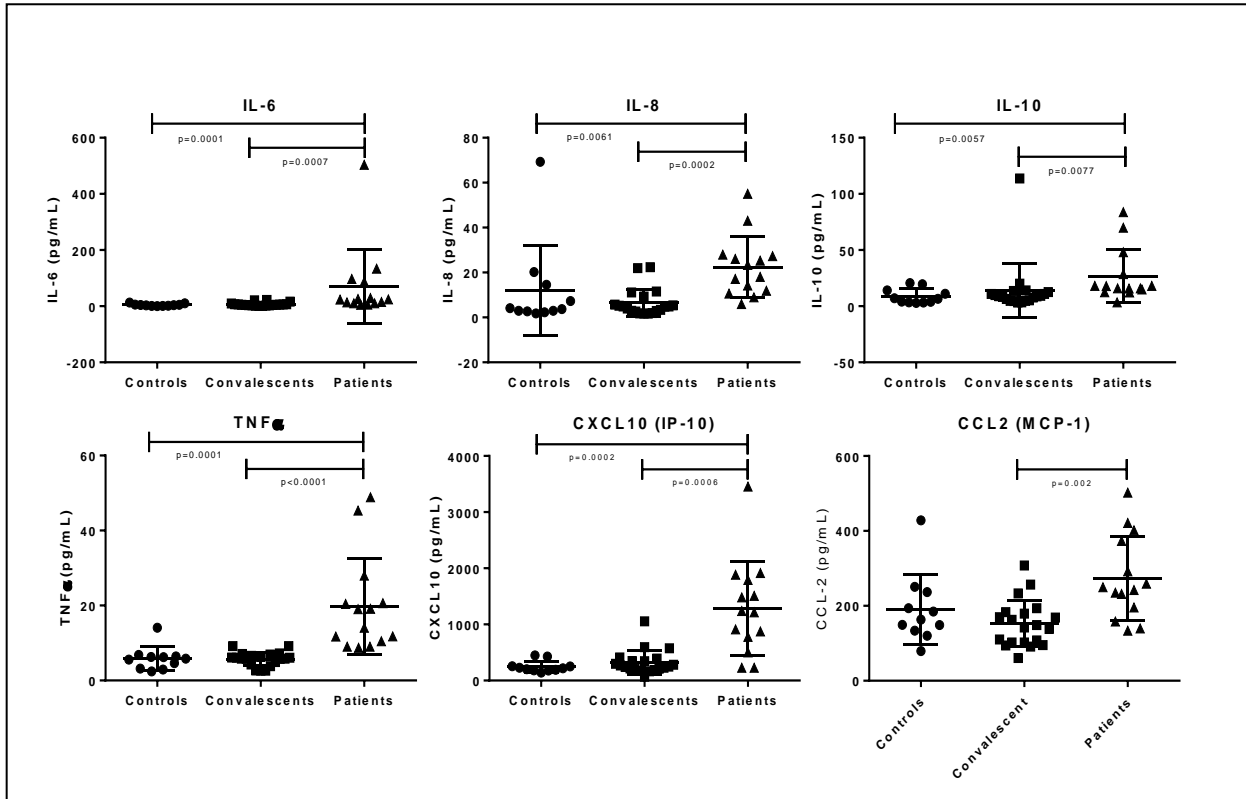 IL-6
p=0.0001
p=0.0007
600
400
200
0
-200
IL-6 (pg/mL)
Controls Convalescents Patients
IL-8
p=0.0061
p=0.0002
80
60
40
20
0
-20
IL-8 (pg/mL)
Controls Convalescents Patients
IL-10
p=0.0057
p=0.0077
150
100
50
0
-50
IL-10 (pg/mL)
Controls Convalescents Patients
TNFα
p=0.0001
p<0.0001
60
40
20
0
TNFα (pg/mL)
Controls Convalescents Patients
CXCL10 (IP-10)
p=0.0002
p=0.0006
4000
3000
2000
1000
0
CXCL10 (pg/mL)
Controls Convalescents Patients
CCL2 (MCP-1)
p=0.002
600
400
200
0
CCL-2 (pg/mL)
Controls
Convalescent
Patients